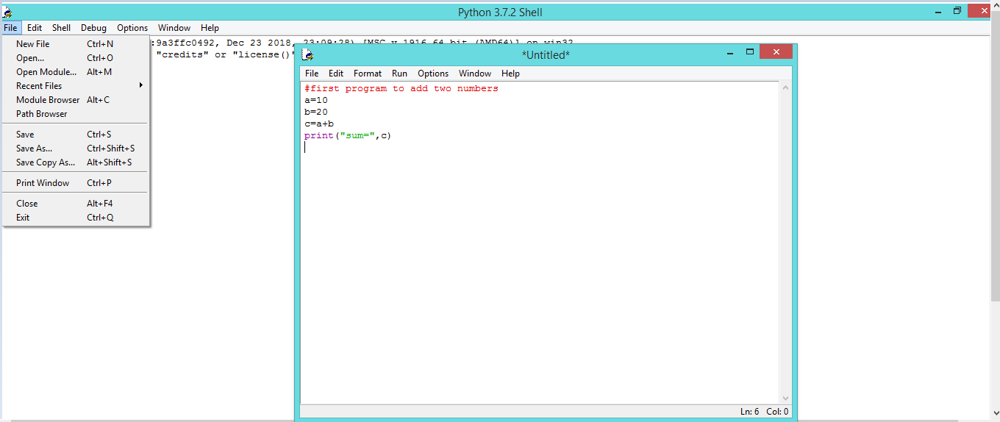 Python 3.7.2 Shell
File Edit Shell Debug Options Window Help
New File Ctrl+N
Open... Ctrl+O
Open Module... Alt+M
Recent Files
Module Browser Alt+C
Path Browser
Save Ctrl+S
Save As... Ctrl+Shift+S
Save Copy As... Alt+Shift+S
Print Window Ctrl+P
Close Alt+F4
Exit Ctrl+Q
:9a3ffc0492, Dec 23 2018, 23:09:28) [MSC v.1916 64 bit (AMD64)] on win32
"credits" or "license()"
*Untitled*
File Edit Format Run Options Window Help
#first program to add two numbers
a=10
b=20
c=a+b
print("sum=",c)
Ln: 6 Col: 0